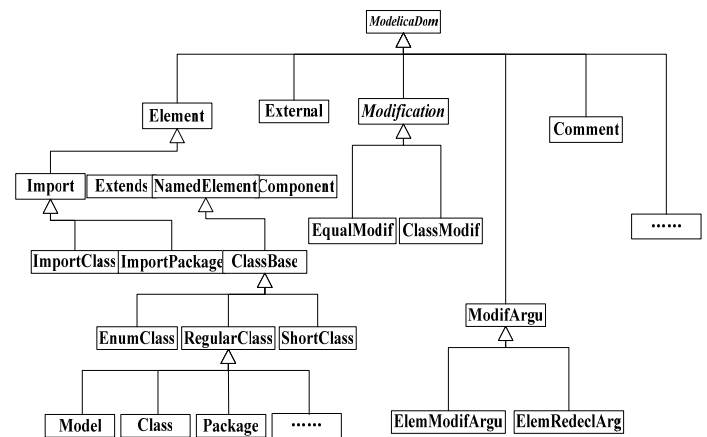 ModelicaDom
Element
External
Modification
Comment
Import
Extends
NamedElement
Component
EqualModif
ClassModif
......
ImportClass
ImportPackage
ClassBase
ModifArgu
EnumClass
RegularClass
ShortClass
Model
Class
Package
......
ElemModifArgu
ElemRedeclArg